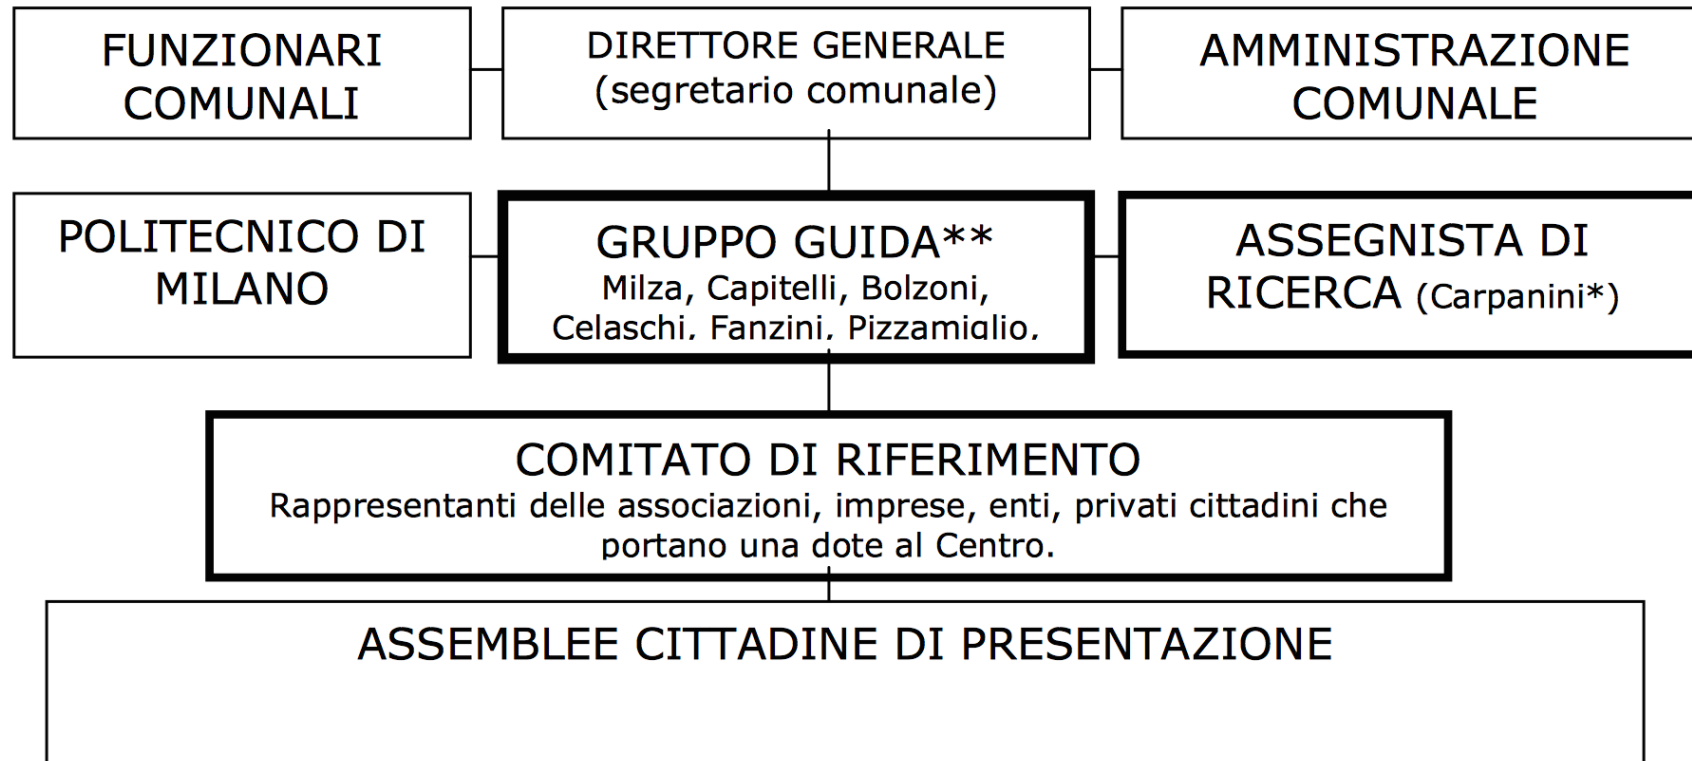 FUNZIONARI
COMUNALI
DIRETTORE GENERALE
(segretario comunale)
AMMINISTRAZIONE
COMUNALE
POLITECNICO DI
MILANO
GRUPPO GUIDA**
Milza, Capitelli, Bolzoni,
Celaschi, Fanzini, Pizzamiglio,
ASSEGNISTA DI
RICERCA (Carpanini*)
COMITATO DI RIFERIMENTO
Rappresentanti delle associazioni, imprese, enti, privati cittadini che
portano una dote al Centro.
ASSEMBLEE CITTADINE DI PRESENTAZIONE